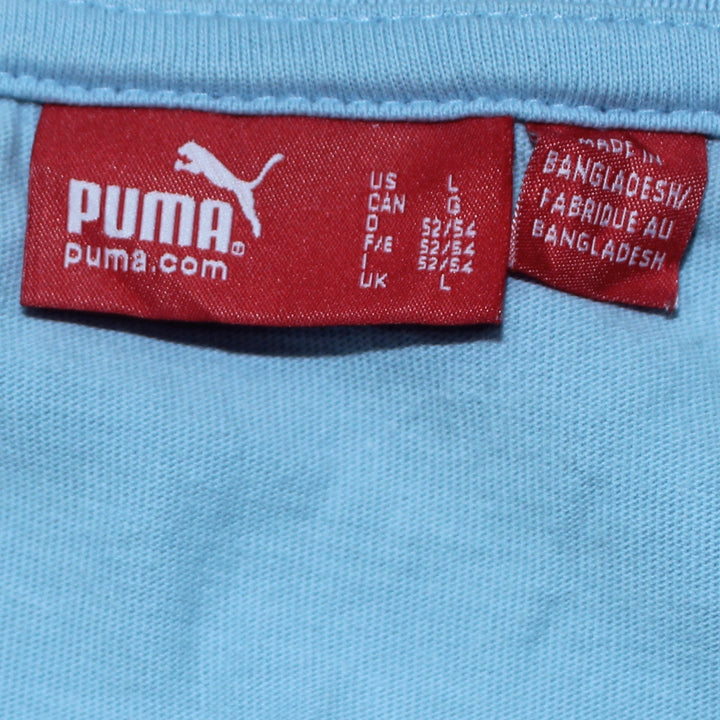 PUMA®
puma.com
US L
CAN G
D 52/54
F/E 52/54
I 52/54
UK L
MADE IN
BANGLADESH/
FABRIQUE AU
BANGLADESH